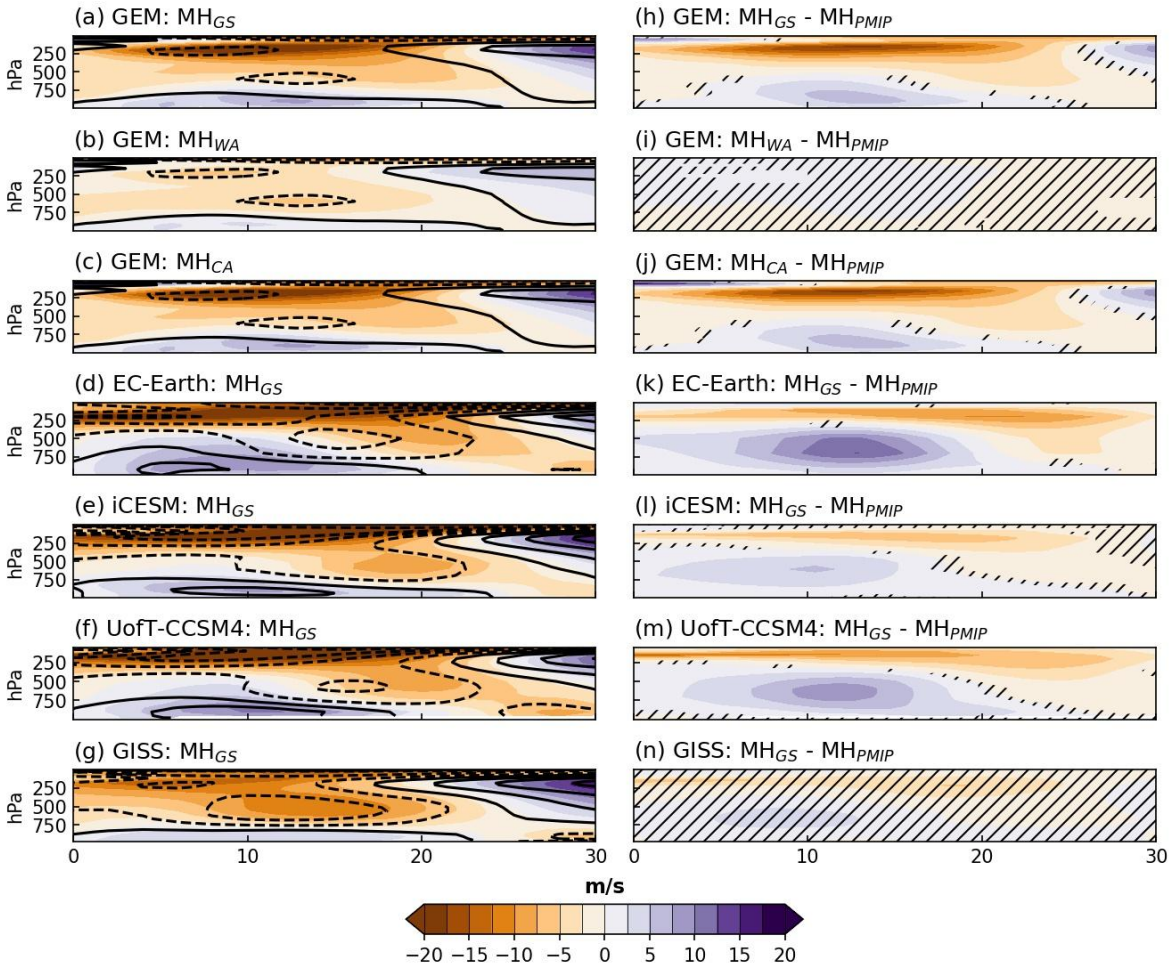 (a) GEM: MH_GS
(h) GEM: MH_GS - MH_PMIP
hPa
250
500
750
(b) GEM: MH_WA
(i) GEM: MH_WA - MH_PMIP
hPa
250
500
750
(c) GEM: MH_CA
(j) GEM: MH_CA - MH_PMIP
hPa
250
500
750
(d) EC-Earth: MH_GS
(k) EC-Earth: MH_GS - MH_PMIP
hPa
250
500
750
(e) iCESM: MH_GS
(l) iCESM: MH_GS - MH_PMIP
hPa
250
500
750
(f) UofT-CCSM4: MH_GS
(m) UofT-CCSM4: MH_GS - MH_PMIP
hPa
250
500
750
(g) GISS: MH_GS
(n) GISS: MH_GS - MH_PMIP
hPa
250
500
750
0 10 20 30
0 10 20 30
m/s
−20 −15 −10 −5 0 5 10 15 20